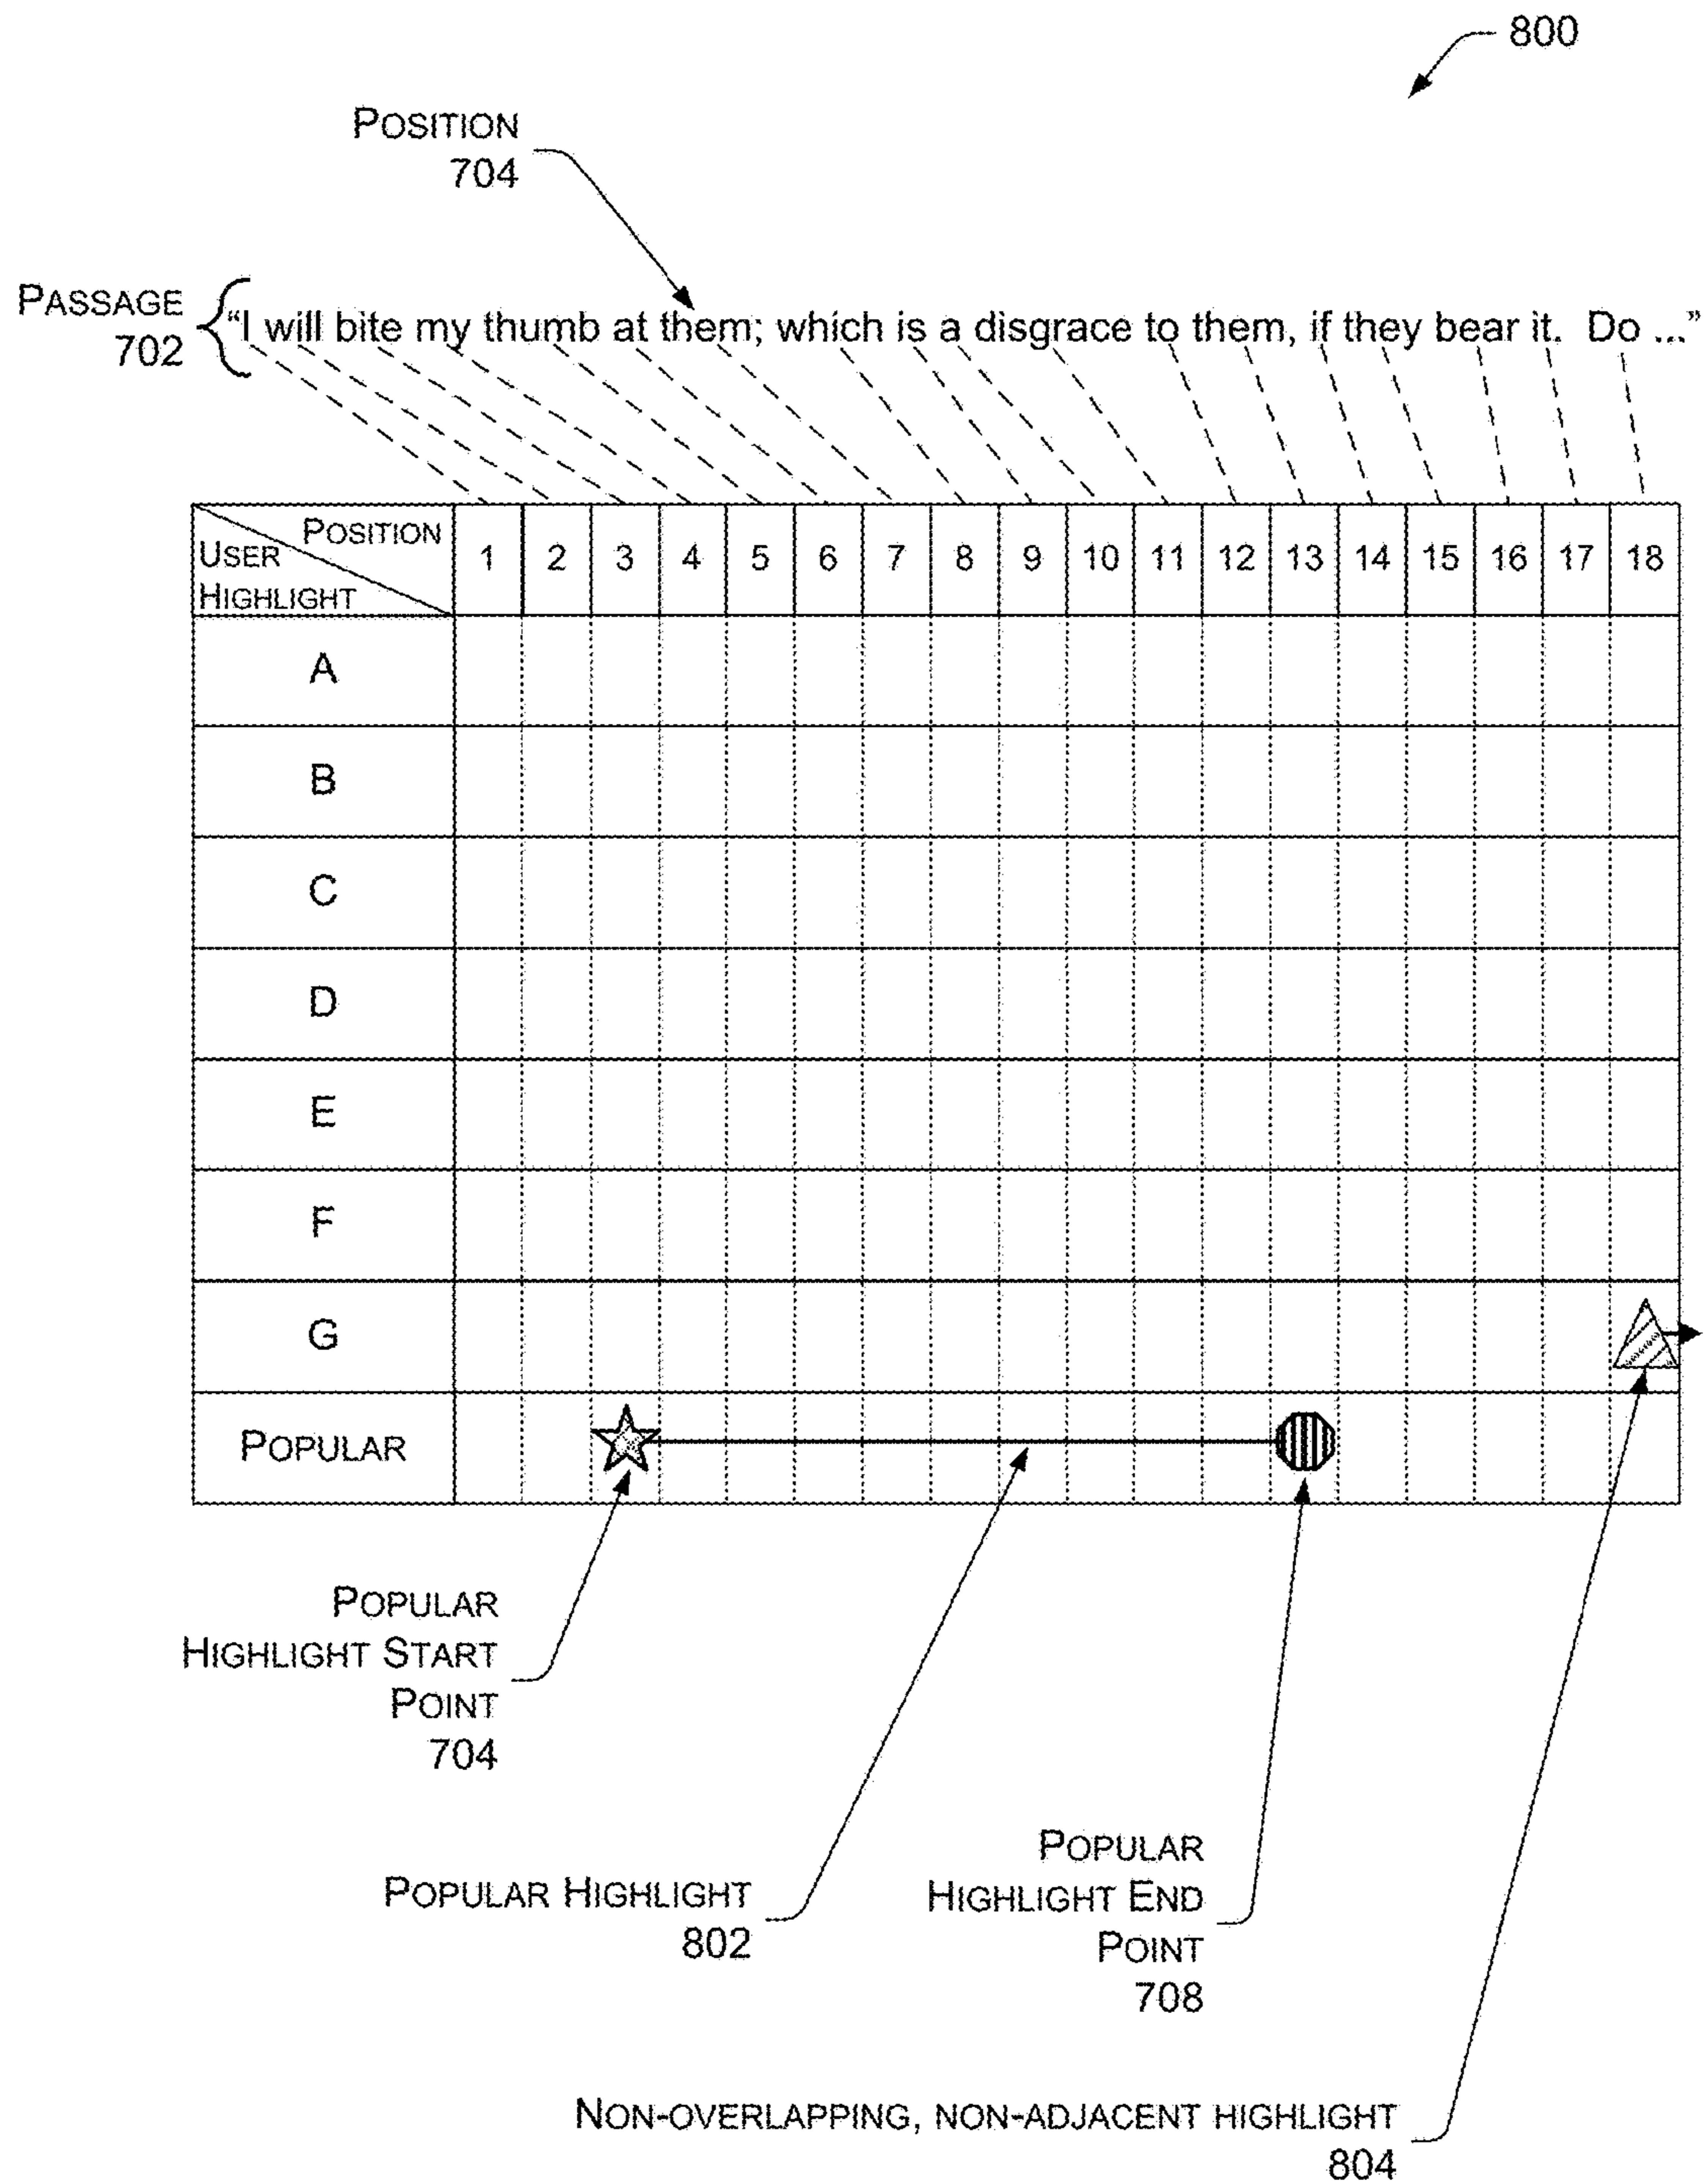 800
POSITION
704
PASSAGE
702
“I will bite my thumb at them; which is a disgrace to them, if they bear it.  Do ...”
POSITION
USER
HIGHLIGHT
1 2 3 4 5 6 7 8 9 10 11 12 13 14 15 16 17 18
A
B
C
D
E
F
G
POPULAR
POPULAR
HIGHLIGHT START
POINT
704
POPULAR HIGHLIGHT
802
POPULAR
HIGHLIGHT END
POINT
708
NON-OVERLAPPING, NON-ADJACENT HIGHLIGHT
804